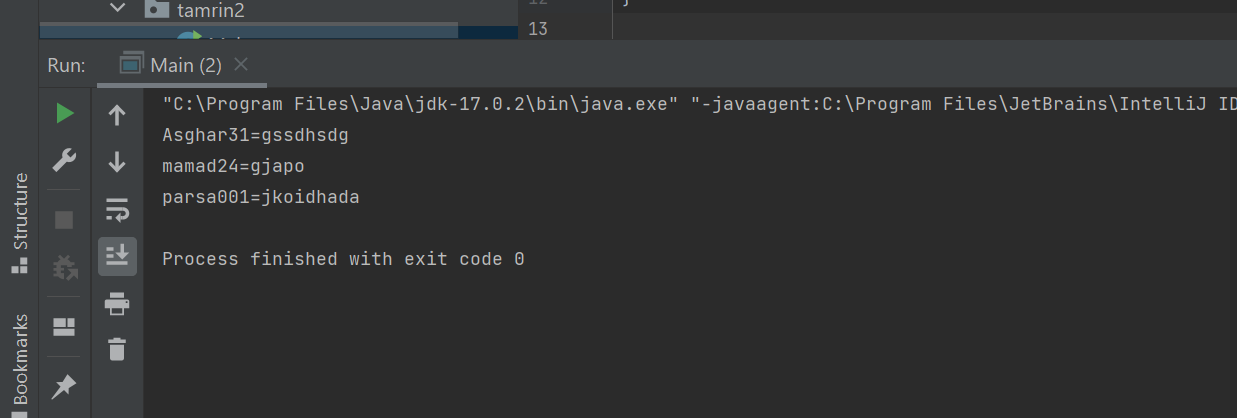 tamrin2
12
13
Run:
Main (2)
"C:\Program Files\Java\jdk-17.0.2\bin\java.exe" "-javaagent:C:\Program Files\JetBrains\IntelliJ ID
Asghar31=gssdhsdg
mamad24=gjapo
parsa001=jkoidhada
Process finished with exit code 0
Structure
Bookmarks